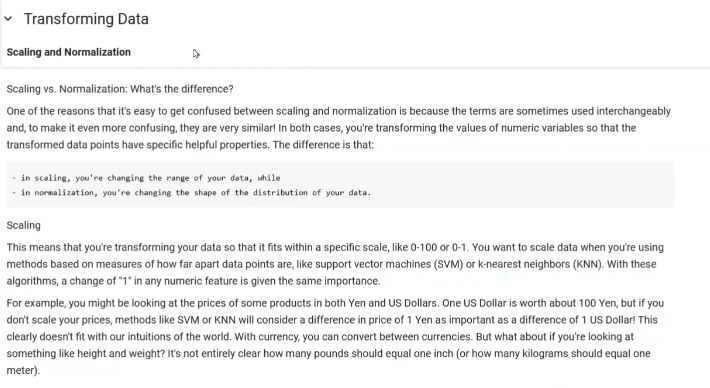 Transforming Data
Scaling and Normalization
Scaling vs. Normalization: What's the difference?
One of the reasons that it's easy to get confused between scaling and normalization is because the terms are sometimes used interchangeably
and, to make it even more confusing, they are very similar! In both cases, you're transforming the values of numeric variables so that the
transformed data points have specific helpful properties. The difference is that:
- in scaling, you're changing the range of your data, while
- in normalization, you're changing the shape of the distribution of your data.
Scaling
This means that you're transforming your data so that it fits within a specific scale, like 0-100 or 0-1. You want to scale data when you're using
methods based on measures of how far apart data points are, like support vector machines (SVM) or k-nearest neighbors (KNN). With these
algorithms, a change of "1" in any numeric feature is given the same importance.
For example, you might be looking at the prices of some products in both Yen and US Dollars. One US Dollar is worth about 100 Yen, but if you
don't scale your prices, methods like SVM or KNN will consider a difference in price of 1 Yen as important as a difference of 1 US Dollar! This
clearly doesn't fit with our intuitions of the world. With currency, you can convert between currencies. But what about if you're looking at
something like height and weight? It's not entirely clear how many pounds should equal one inch (or how many kilograms should equal one
meter).